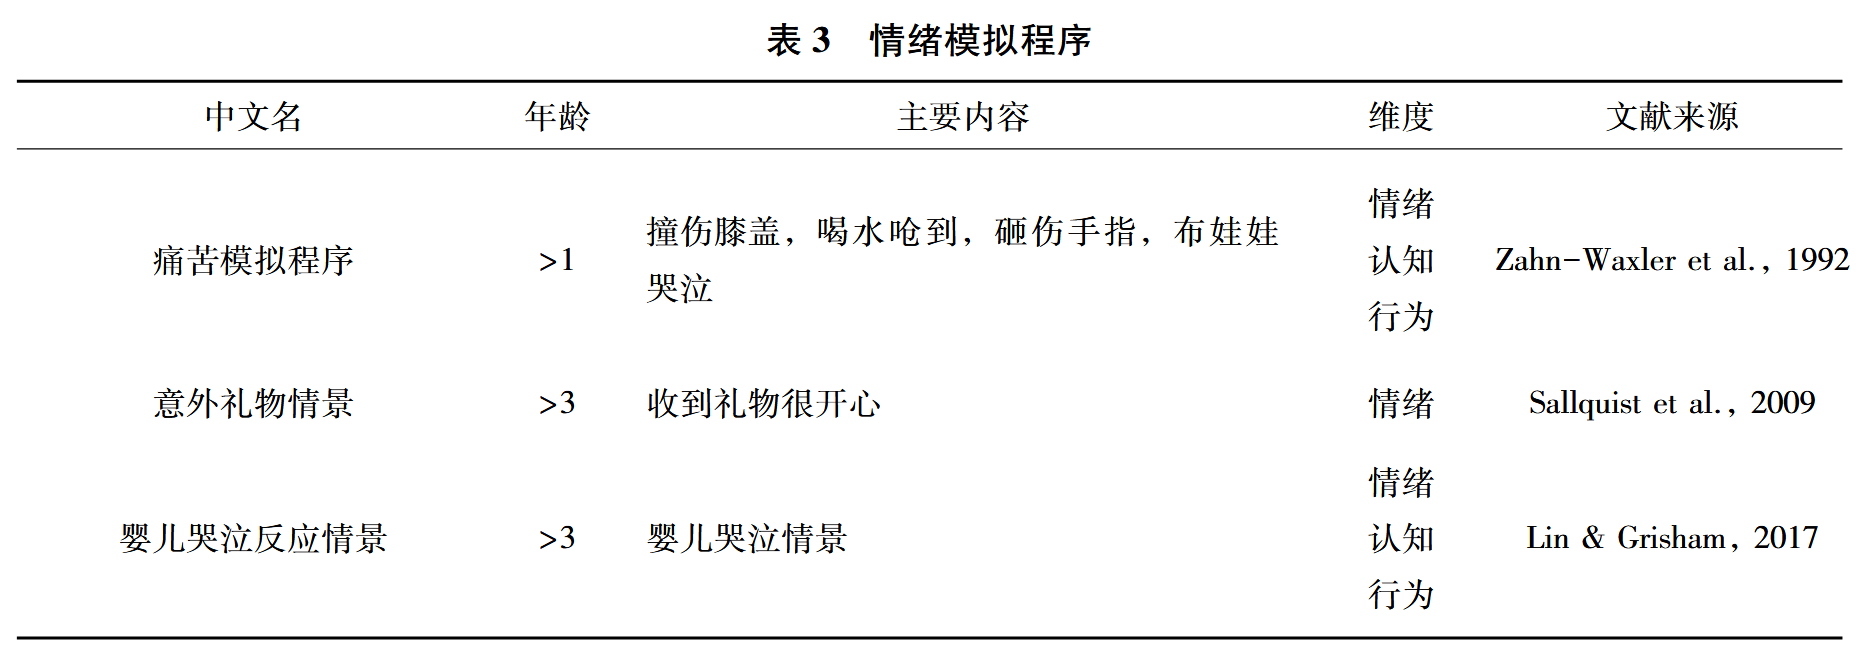 表 3 情绪模拟程序
中文名 年龄 主要内容 维度 文献来源
痛苦模拟程序 >1 撞伤膝盖，喝水呛到，砸伤手指，布娃娃
哭泣
情绪
认知
行为
Zahn-Waxler et al., 1992
意外礼物情景 >3 收到礼物很开心 情绪 Sallquist et al., 2009
婴儿哭泣反应情景 >3 婴儿哭泣情景
情绪
认知
行为
Lin & Grisham, 2017